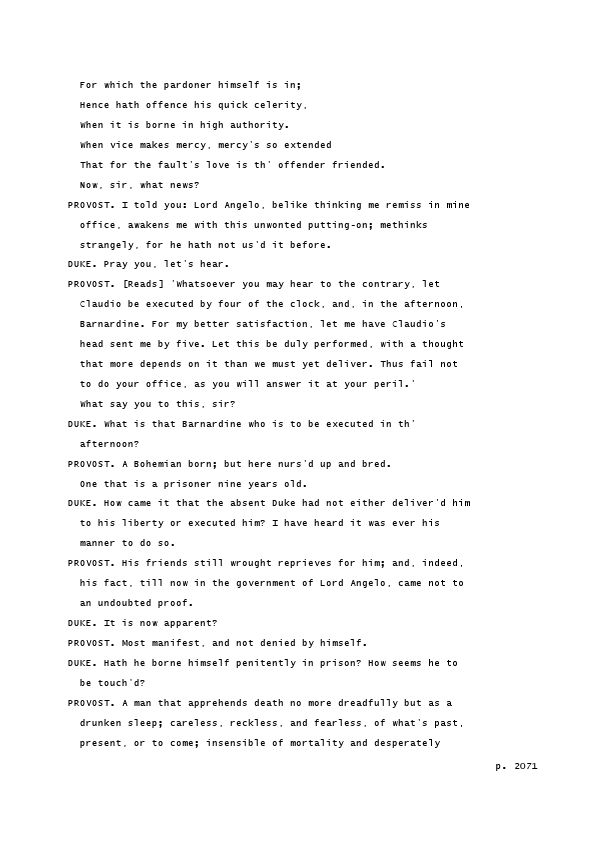 For which the pardoner himself is in;
Hence hath offence his quick celerity,
When it is borne in high authority.
When vice makes mercy, mercy's so extended
That for the fault's love is th' offender friended.
Now, sir, what news?
PROVOST. I told you: Lord Angelo, belike thinking me remiss in mine
office, awakens me with this unwonted putting-on; methinks
strangely, for he hath not us'd it before.
DUKE. Pray you, let's hear.
PROVOST. [Reads] 'Whatsoever you may hear to the contrary, let
Claudio be executed by four of the clock, and, in the afternoon,
Barnardine. For my better satisfaction, let me have Claudio's
head sent me by five. Let this be duly performed, with a thought
that more depends on it than we must yet deliver. Thus fail not
to do your office, as you will answer it at your peril.'
What say you to this, sir?
DUKE. What is that Barnardine who is to be executed in th'
afternoon?
PROVOST. A Bohemian born; but here nurs'd up and bred.
One that is a prisoner nine years old.
DUKE. How came it that the absent Duke had not either deliver'd him
to his liberty or executed him? I have heard it was ever his
manner to do so.
PROVOST. His friends still wrought reprieves for him; and, indeed,
his fact, till now in the government of Lord Angelo, came not to
an undoubted proof.
DUKE. It is now apparent?
PROVOST. Most manifest, and not denied by himself.
DUKE. Hath he borne himself penitently in prison? How seems he to
be touch'd?
PROVOST. A man that apprehends death no more dreadfully but as a
drunken sleep; careless, reckless, and fearless, of what's past,
present, or to come; insensible of mortality and desperately
p. 2071